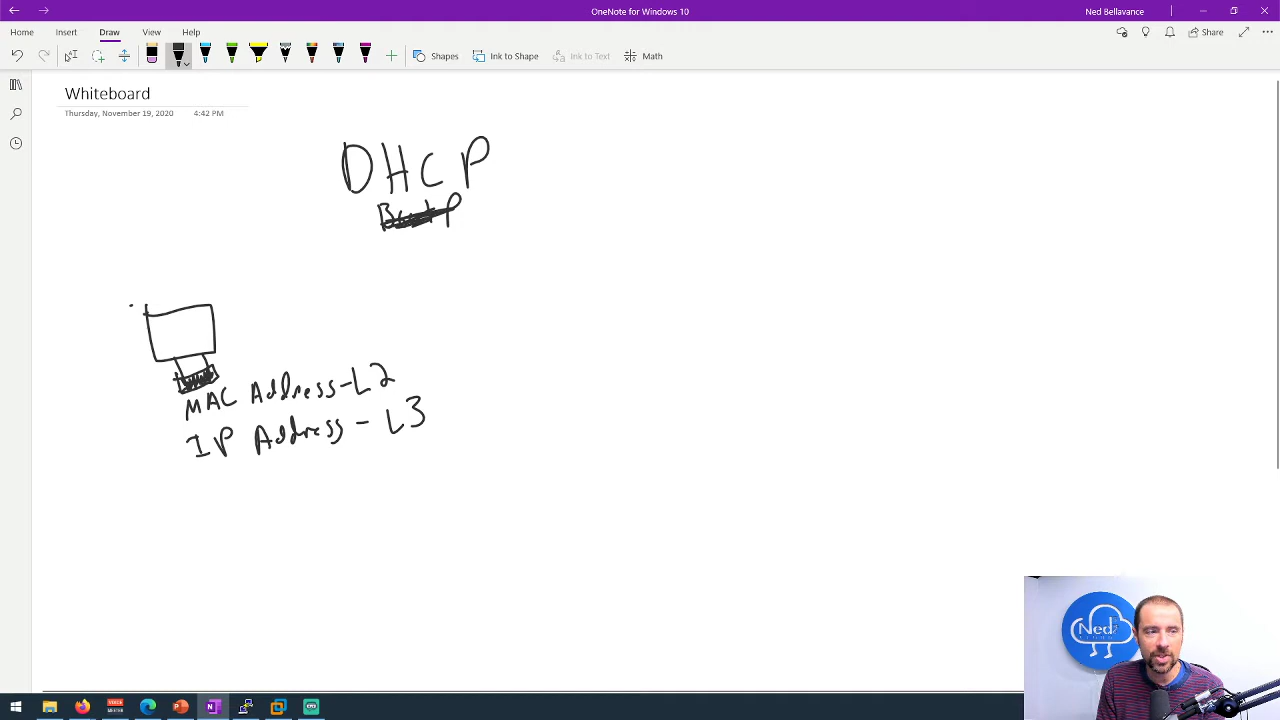 OneNote for Windows 10
Ned Bellavance
Home Insert Draw View Help
Share
Shapes Ink to Shape Ink to Text Math
Whiteboard
Thursday, November 19, 2020 4:42 PM
DHCP
MAC Address-L2
IP Address - L3
Ned